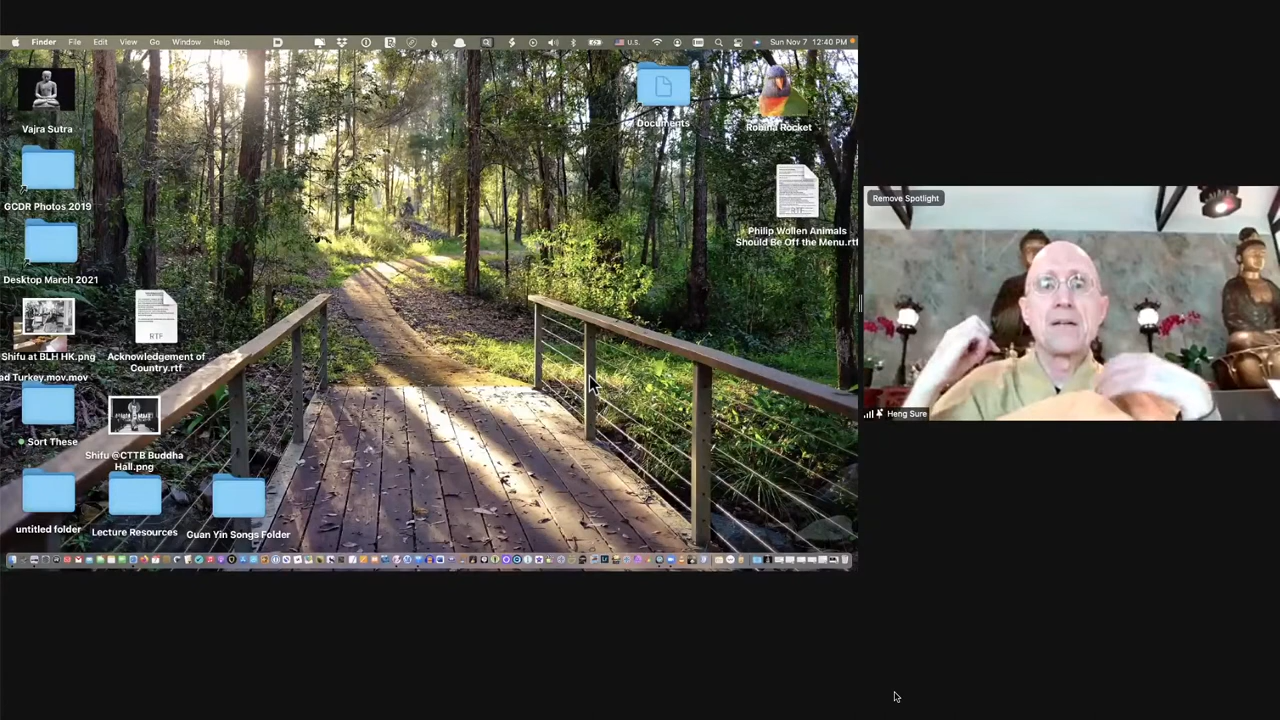 Finder File Edit View Go Window Help U.S. Sun Nov 7 12:40 PM
Vajra Sutra
Documents
Robina Rocket
GCDR Photos 2019
Philip Wollen Animals
Should Be Off the Menu.rtf
Remove Spotlight
Desktop March 2021
RTF
Shifu at BLH HK.png
Acknowledgement of
Country.rtf
ad Turkey.mov.mov
Heng Sure
Sort These
Shifu @CTTB Buddha
Hall.png
untitled folder
Lecture Resources
Guan Yin Songs Folder